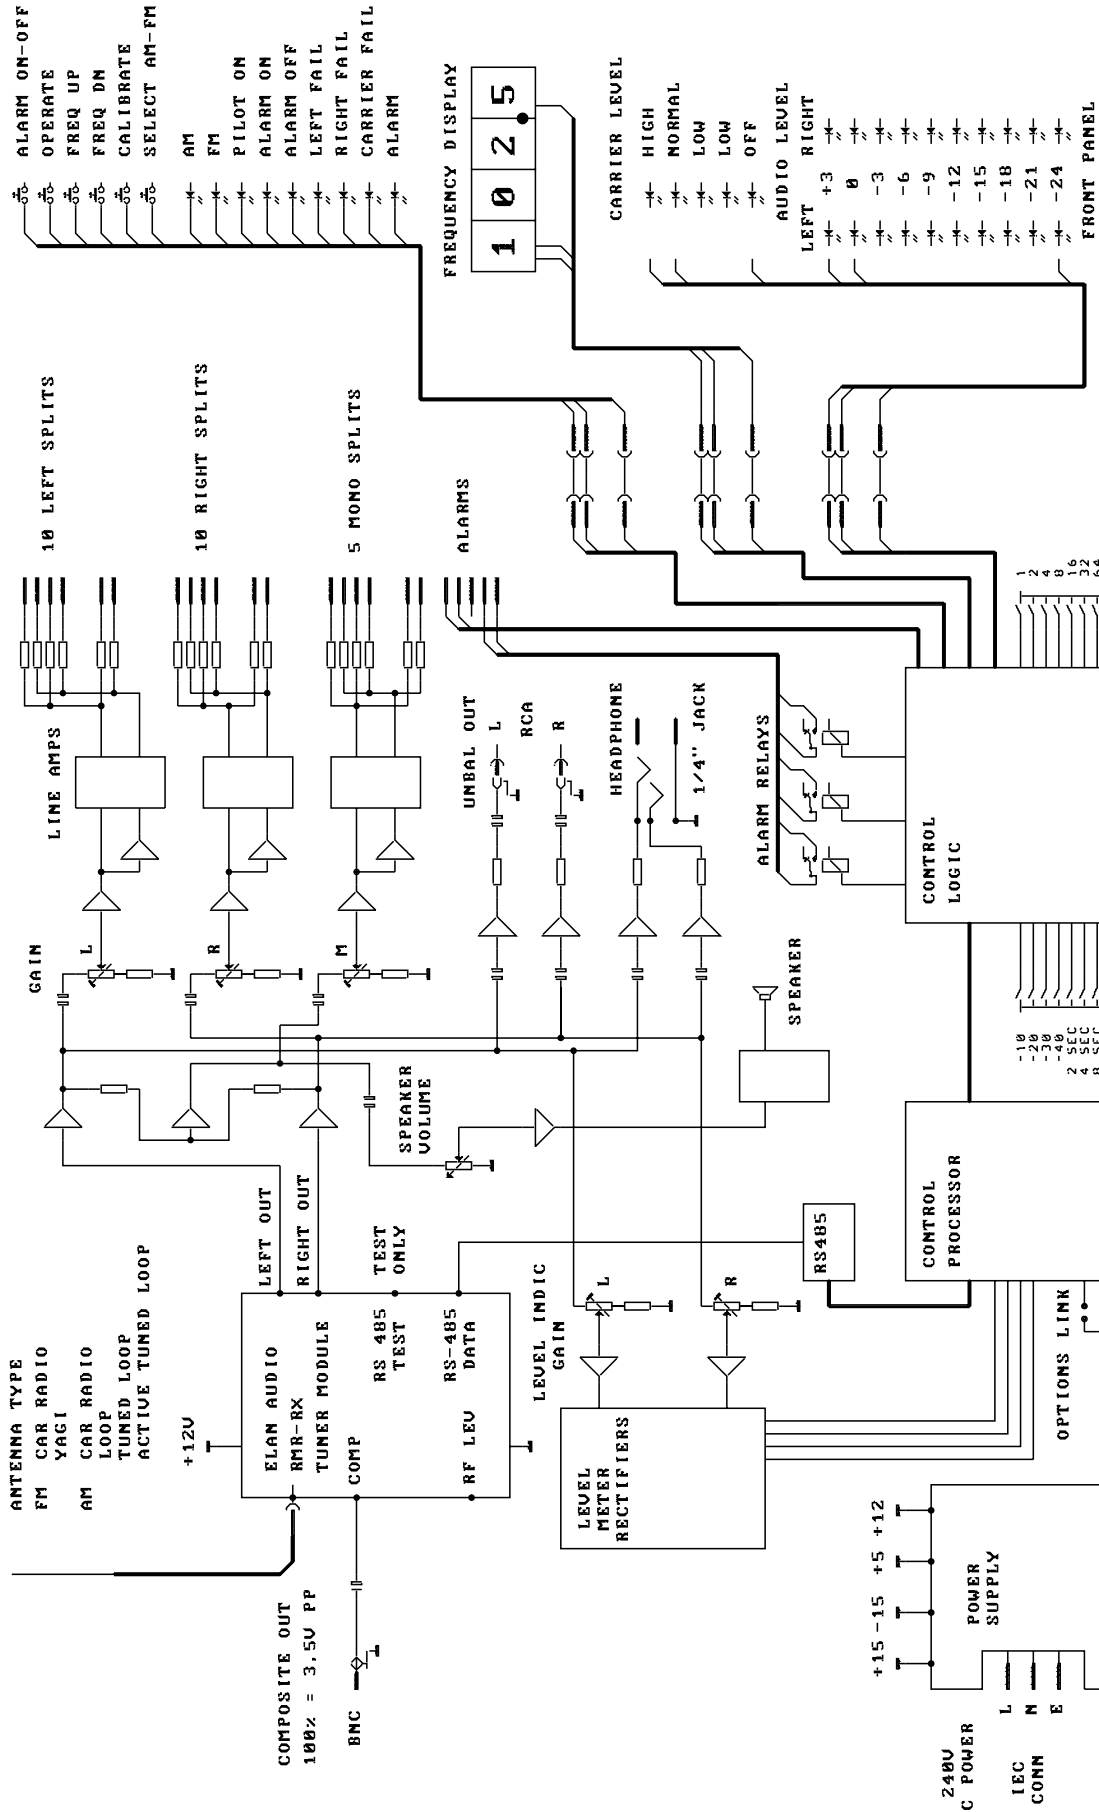 ANTENNA TYPE
FM CAR RADIO
YAGI
AM CAR RADIO
LOOP
TUNED LOOP
ACTIVE TUNED LOOP
+12V
ELAN AUDIO
RMR-RX
TUNER MODULE
COMP
RS 485
TEST
RS-485
DATA
RF LEV
LEFT OUT
RIGHT OUT
TEST
ONLY
COMPOSITE OUT
100% = 3.5V PP
BNC
SPEAKER
VOLUME
LEVEL INDIC
GAIN
L
R
LEVEL
METER
RECTIFIERS
RS485
SPEAKER
GAIN
L
R
M
LINE AMPS
10 LEFT SPLITS
10 RIGHT SPLITS
5 MONO SPLITS
ALARMS
UNBAL OUT
L
RCA
R
HEADPHONE
1/4" JACK
ALARM RELAYS
CONTROL
LOGIC
CONTROL
PROCESSOR
OPTIONS LINK
-10
-20
-30
-40
2 SEC
4 SEC
8 SEC
1
2
4
8
16
32
64
+15 -15 +5 +12
POWER
SUPPLY
L
N
E
240V
C POWER
IEC
CONN
ALARM ON-OFF
OPERATE
FREQ UP
FREQ DN
CALIBRATE
SELECT AM-FM
AM
FM
PILOT ON
ALARM ON
ALARM OFF
LEFT FAIL
RIGHT FAIL
CARRIER FAIL
ALARM
FREQUENCY DISPLAY
1 0 2 . 5
CARRIER LEVEL
HIGH
NORMAL
LOW
LOW
OFF
AUDIO LEVEL
LEFT RIGHT
+3
0
-3
-6
-9
-12
-15
-18
-21
-24
FRONT PANEL